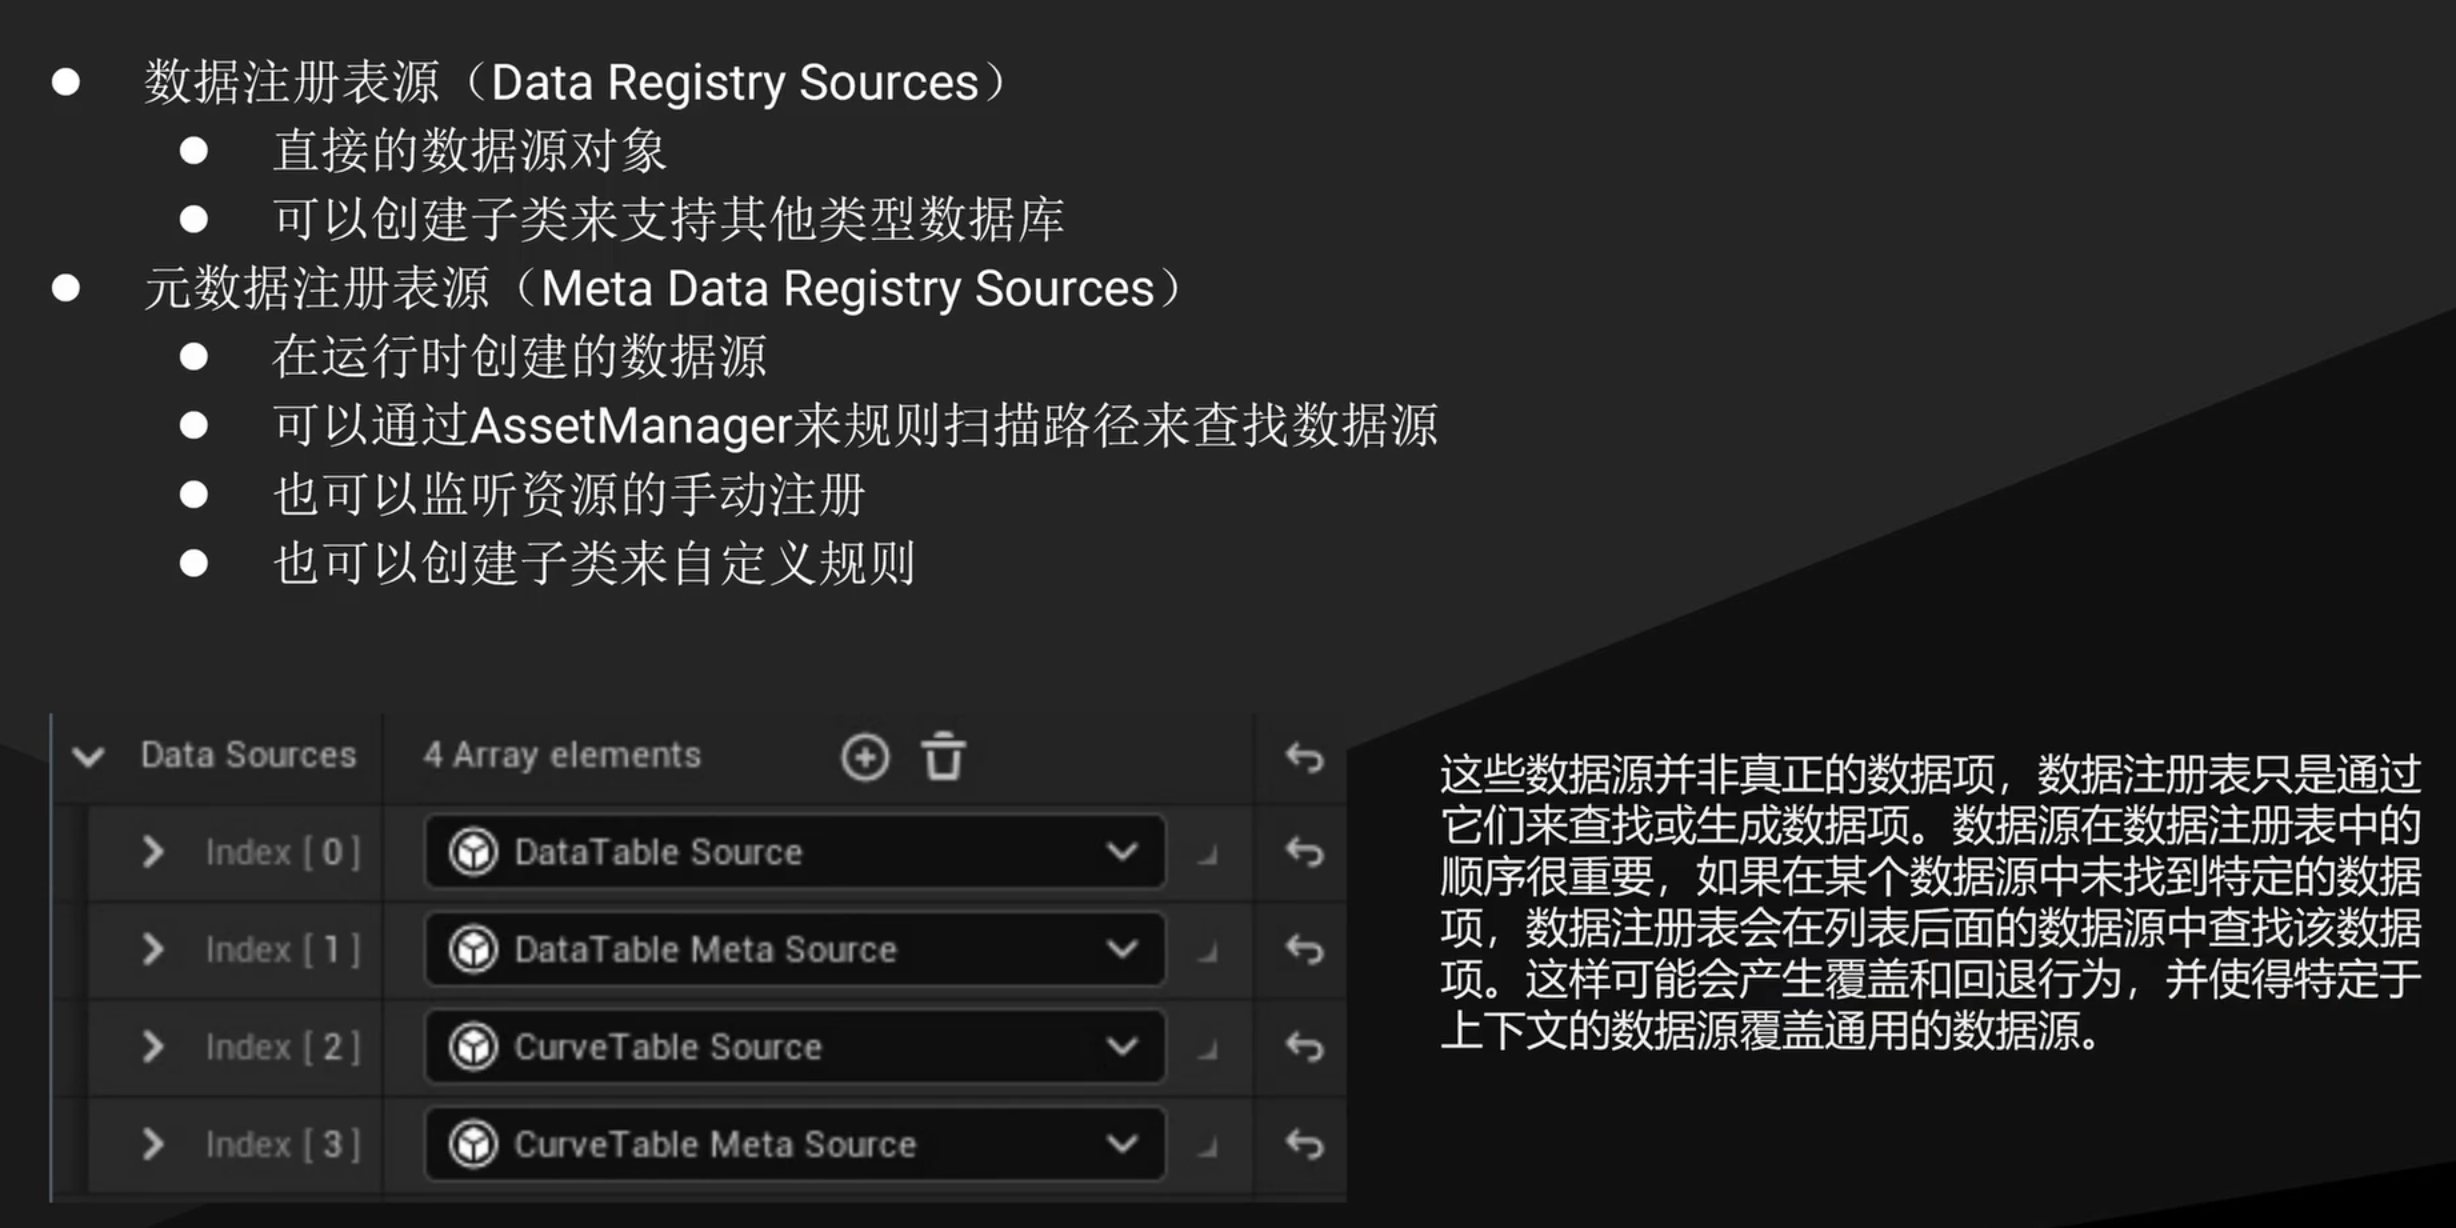 数据注册表源（Data Registry Sources）
直接的数据源对象
可以创建子类来支持其他类型数据库
元数据注册表源（Meta Data Registry Sources）
在运行时创建的数据源
可以通过AssetManager来规则扫描路径来查找数据源
也可以监听资源的手动注册
也可以创建子类来自定义规则
Data Sources 4 Array elements
Index [ 0 ] DataTable Source
Index [ 1 ] DataTable Meta Source
Index [ 2 ] CurveTable Source
Index [ 3 ] CurveTable Meta Source
这些数据源并非真正的数据项，数据注册表只是通过
它们来查找或生成数据项。数据源在数据注册表中的
顺序很重要，如果在某个数据源中未找到特定的数据
项，数据注册表会在列表后面的数据源中查找该数据
项。这样可能会产生覆盖和回退行为，并使得特定于
上下文的数据源覆盖通用的数据源。